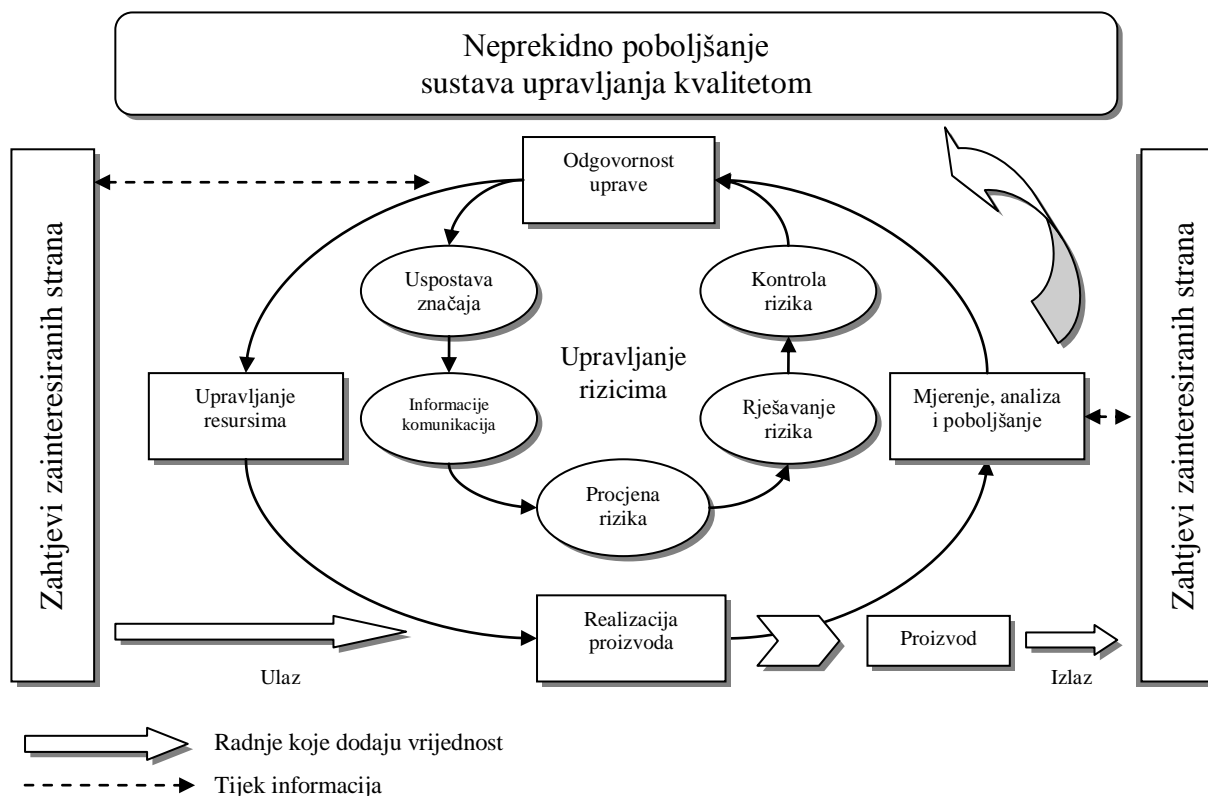 Neprekidno poboljšanje
sustava upravljanja kvalitetom
Zahtjevi zainteresiranih strana
Odgovornost
uprave
Uspostava
značaja
Kontrola
rizika
Upravljanje
rizicima
Upravljanje
resursima
Informacije
komunikacija
Rješavanje
rizika
Mjerenje, analiza
i poboljšanje
Procjena
rizika
Realizacija
proizvoda
Proizvod
Ulaz
Izlaz
Zahtjevi zainteresiranih strana
Radnje koje dodaju vrijednost
Tijek informacija